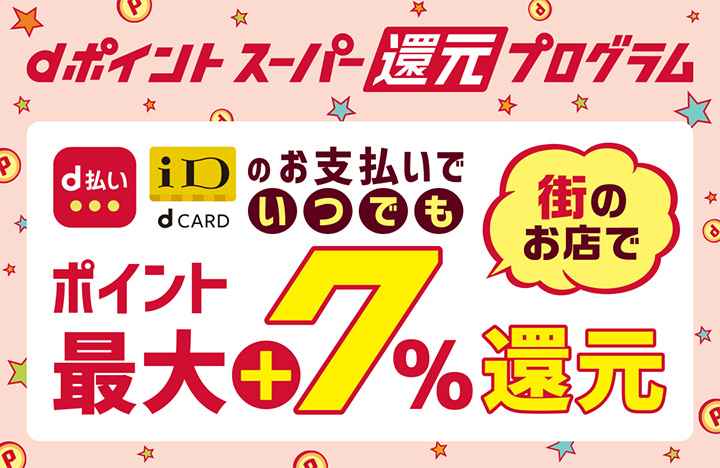 dポイント スーパー還元プログラム
d払い
iD
d CARD
のお支払いで
いつでも
街の
お店で
ポイント
最大+7%還元